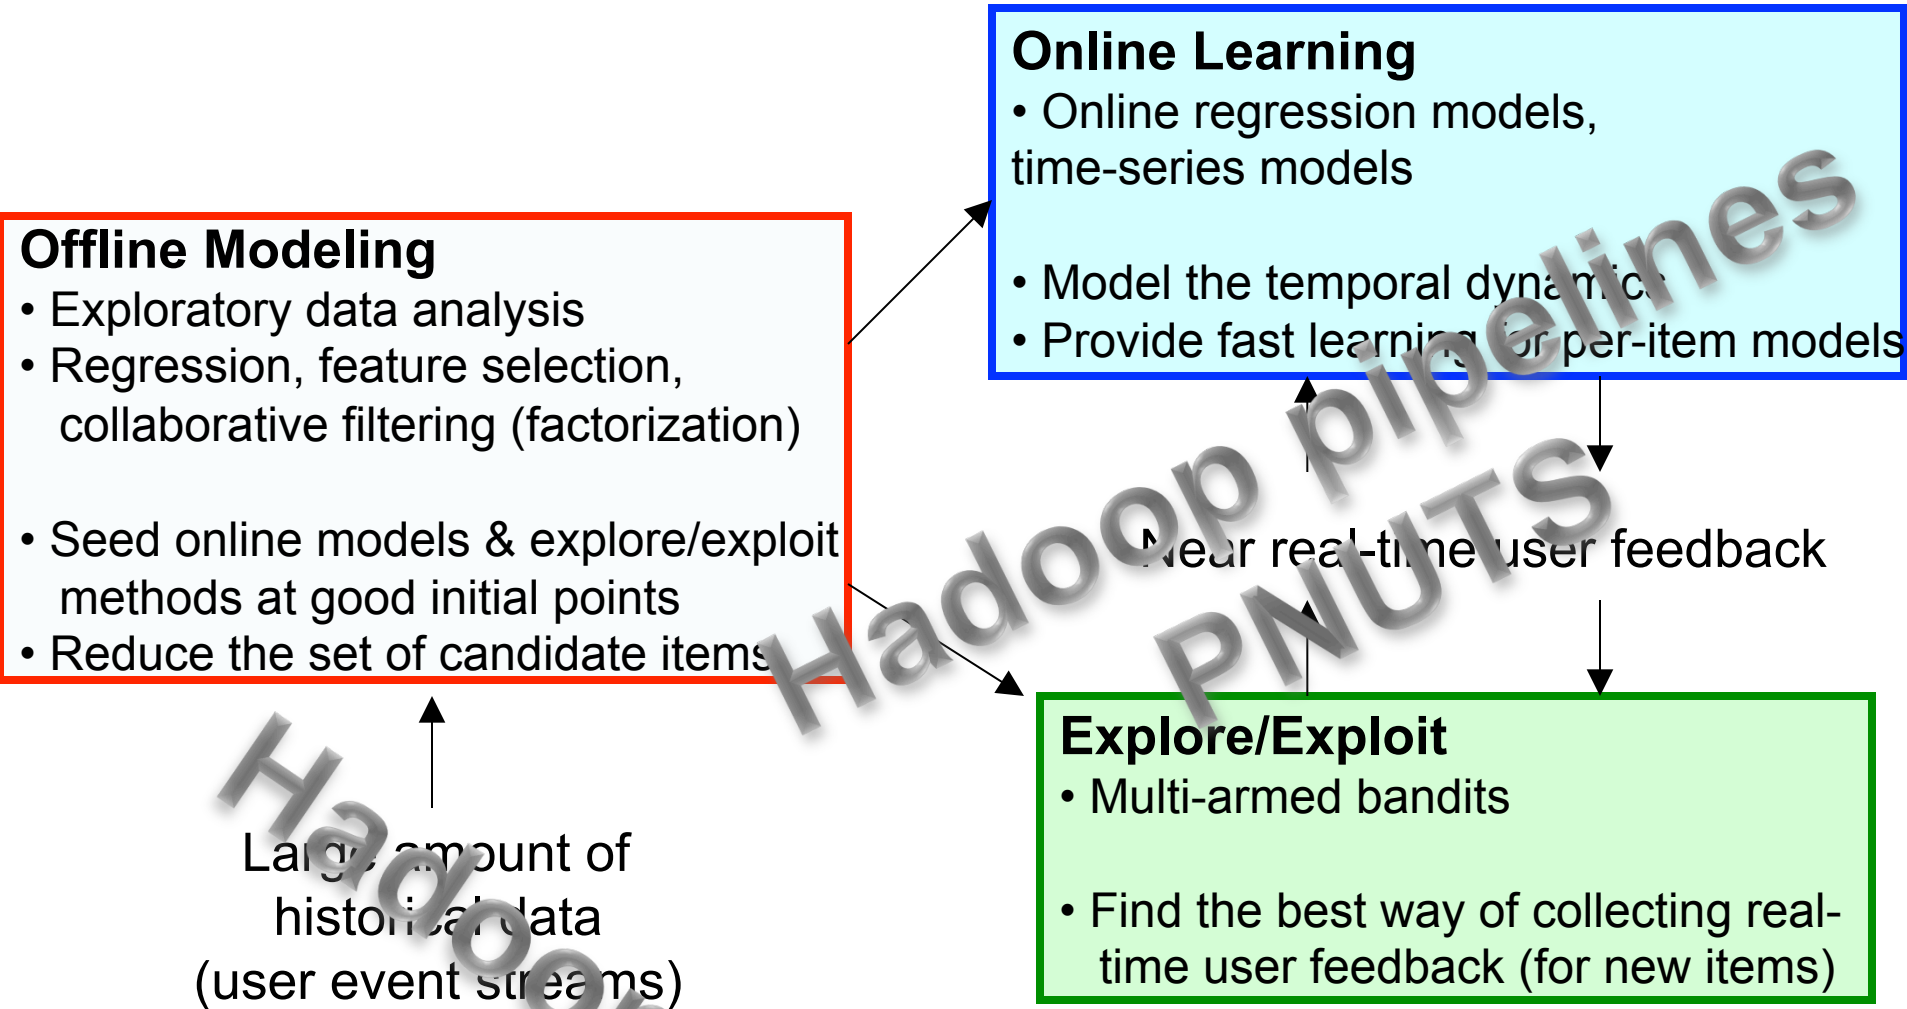 Online Learning
• Online regression models,
time-series models
• Model the temporal dynamics
• Provide fast learning for per-item models
Offline Modeling
• Exploratory data analysis
• Regression, feature selection,
collaborative filtering (factorization)
• Seed online models & explore/exploit
methods at good initial points
• Reduce the set of candidate items
Hadoop pipelines
PNUTS
Near real-time user feedback
Explore/Exploit
• Multi-armed bandits
• Find the best way of collecting real-
time user feedback (for new items)
Large amount of
historical data
(user event streams)
Hadoop